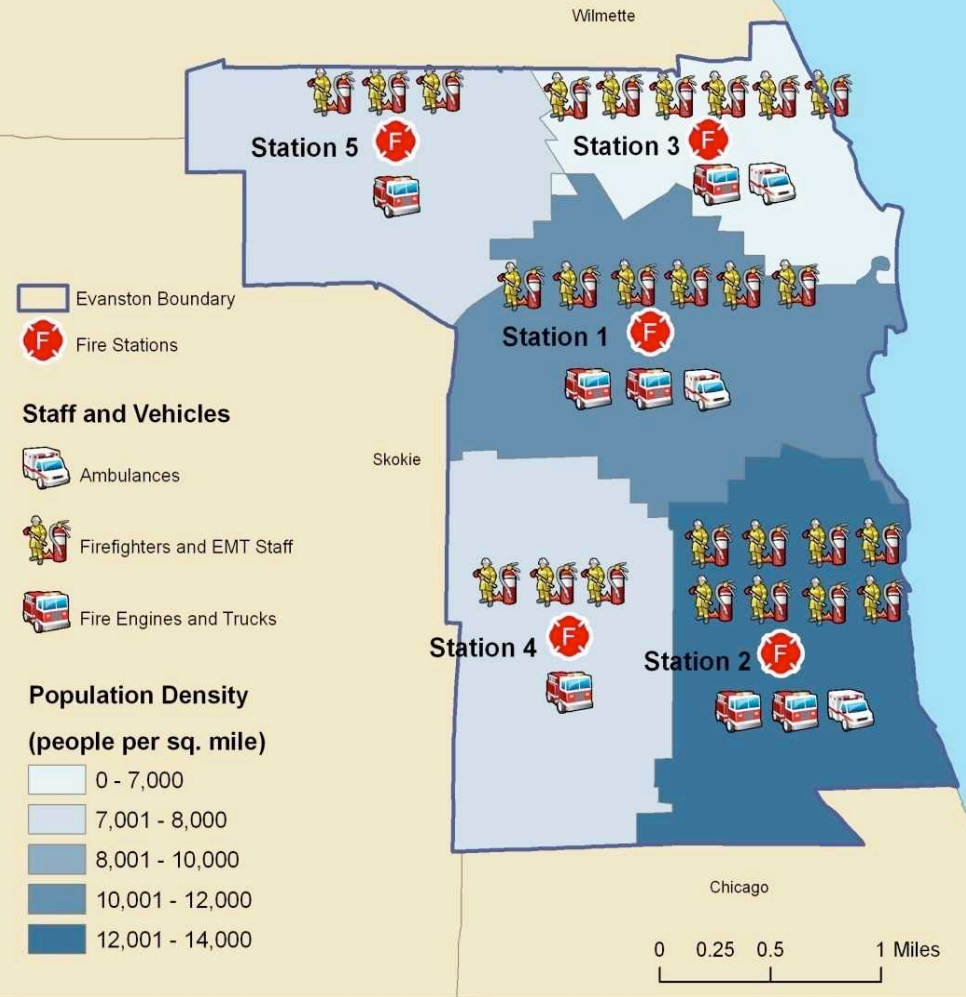 Wilmette
Station 5
F
Station 3
F
Evanston Boundary
F
Fire Stations
Station 1
F
Staff and Vehicles
Skokie
Ambulances
Firefighters and EMT Staff
Fire Engines and Trucks
Station 4
F
Station 2
F
Population Density
(people per sq. mile)
0 - 7,000
7,001 - 8,000
8,001 - 10,000
10,001 - 12,000
12,001 - 14,000
Chicago
0 0.25 0.5 1 Miles